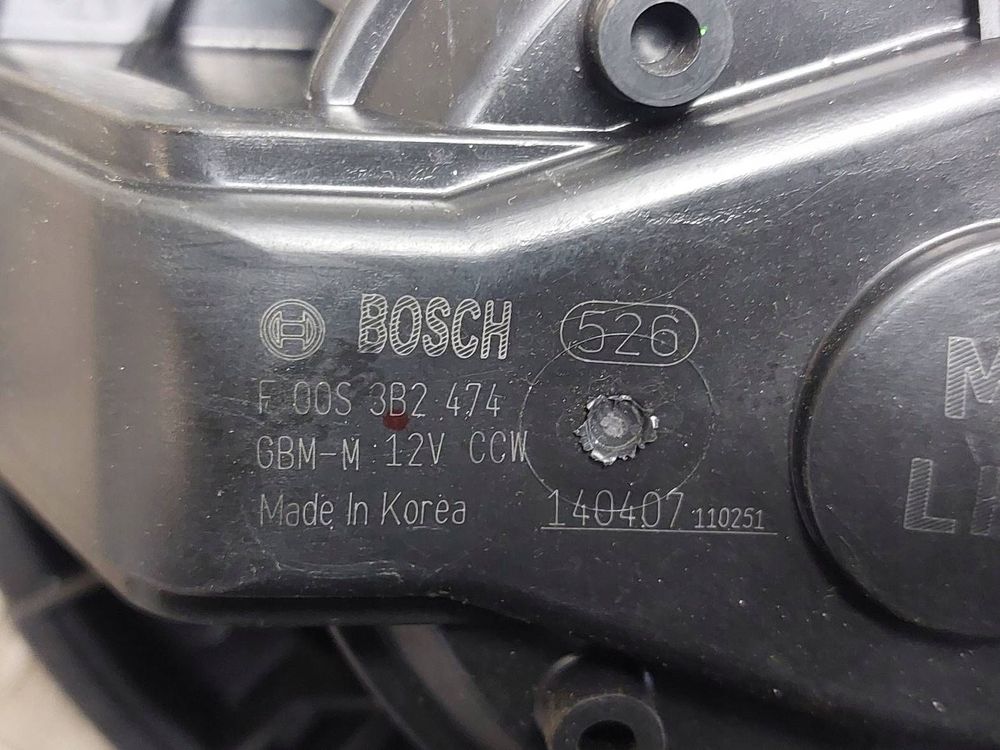 BOSCH 526
F 00S 3B2 474
GBM-M 12V CCW
Made In Korea 140407 110251